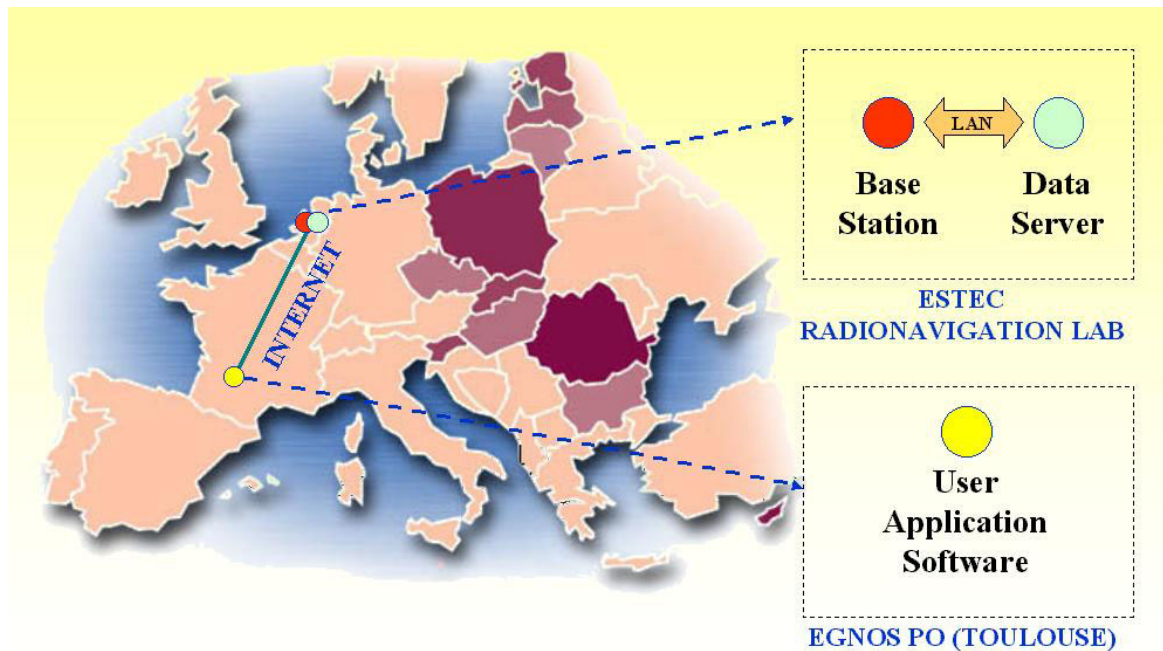 LAN
Base
Station
Data
Server
ESTEC
RADIONAVIGATION LAB
INTERNET
User
Application
Software
EGNOS PO (TOULOUSE)